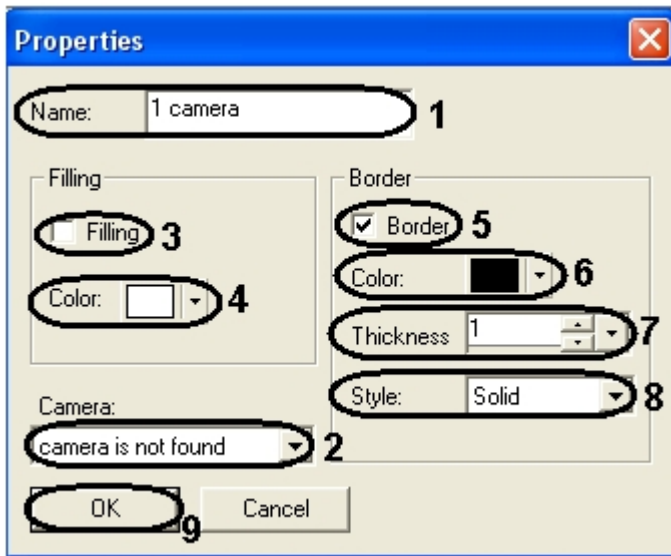 Properties
Name: 1 camera 1
Filling
Filling 3
Color: 4
Border
Border 5
Color: 6
Thickness 1 7
Style: Solid 8
Camera:
camera is not found 2
OK 9 Cancel